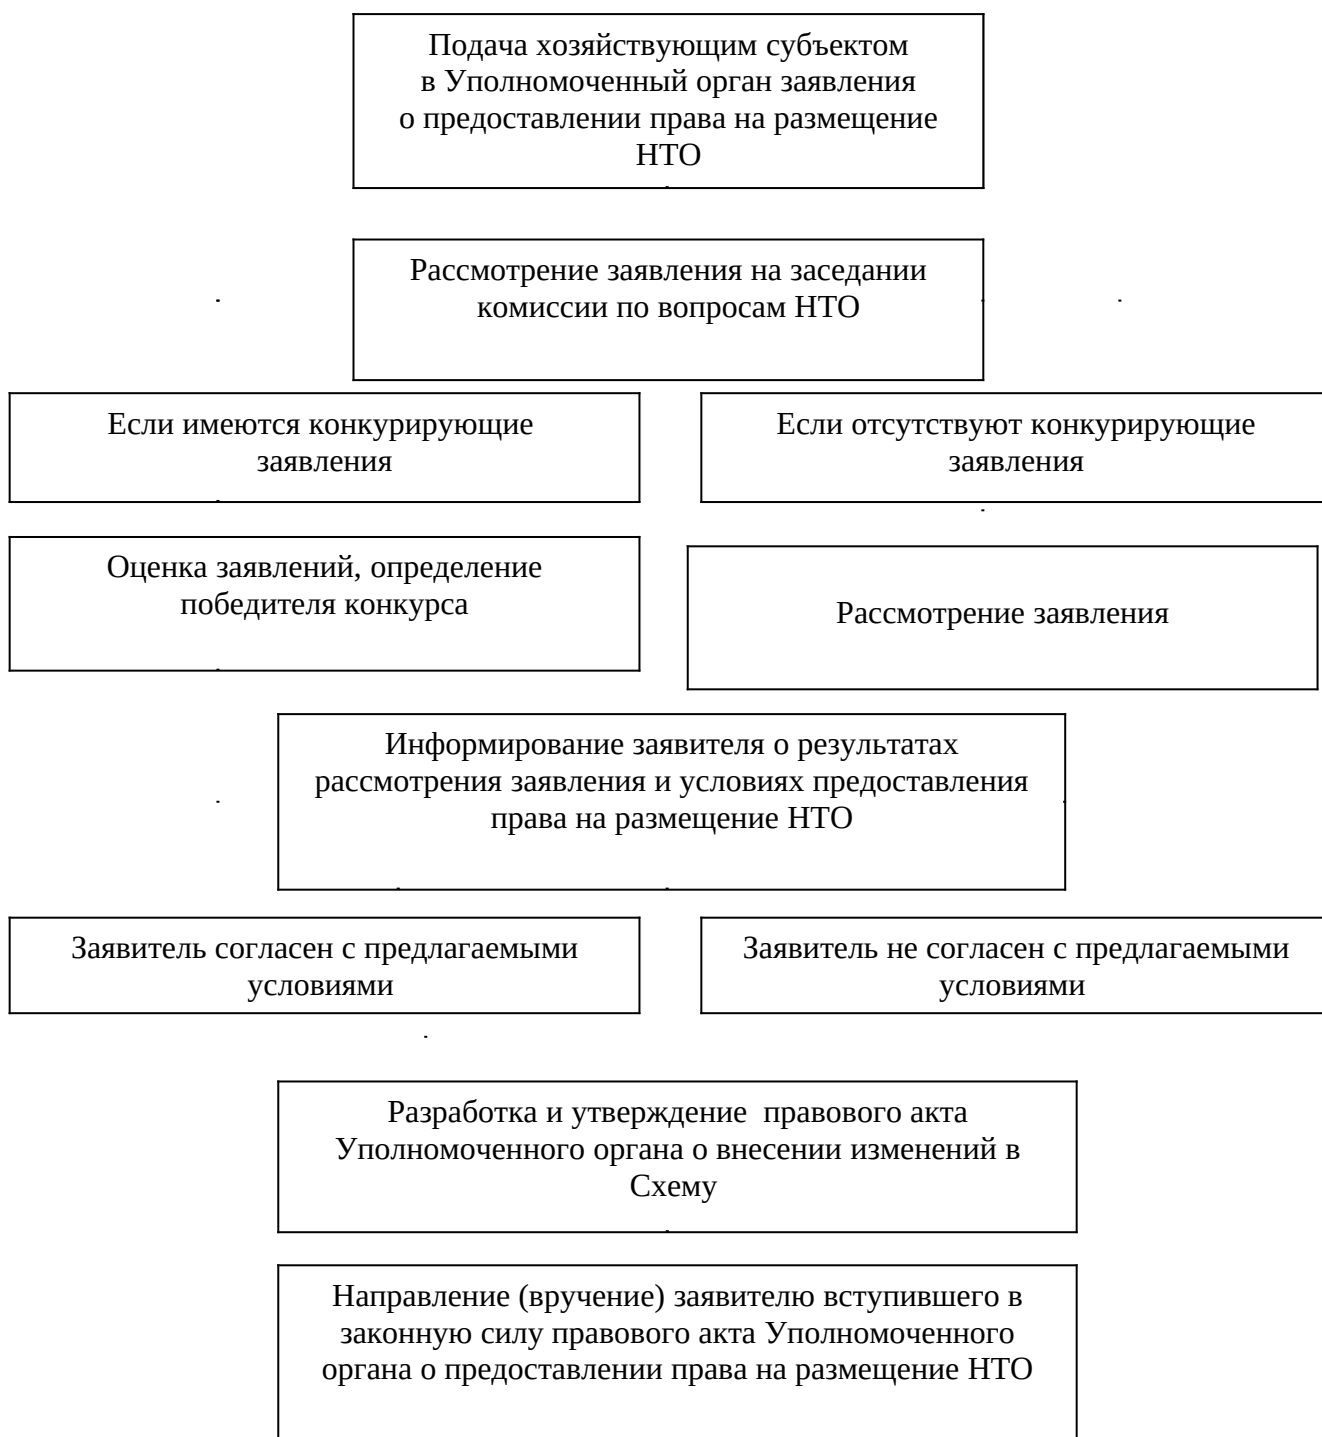 Подача хозяйствующим субъектом
в Уполномоченный орган заявления
о предоставлении права на размещение
НТО
Рассмотрение заявления на заседании
комиссии по вопросам НТО
Если имеются конкурирующие
заявления
Если отсутствуют конкурирующие
заявления
Оценка заявлений, определение
победителя конкурса
Рассмотрение заявления
Информирование заявителя о результатах
рассмотрения заявления и условиях предоставления
права на размещение НТО
Заявитель согласен с предлагаемыми
условиями
Заявитель не согласен с предлагаемыми
условиями
Разработка и утверждение  правового акта
Уполномоченного органа о внесении изменений в
Схему
Направление (вручение) заявителю вступившего в
законную силу правового акта Уполномоченного
органа о предоставлении права на размещение НТО